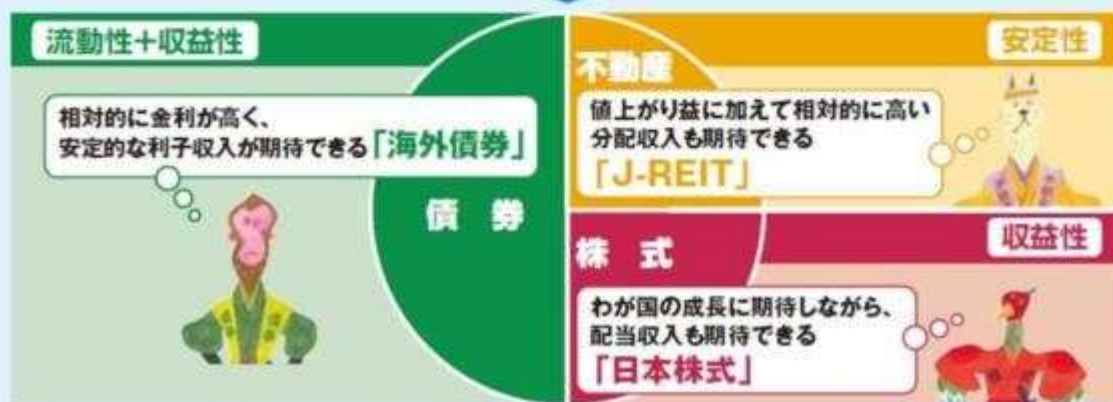 流動性+収益性
相対的に金利が高く、
安定的な利子収入が期待できる「海外債券」
債 券
不動産
安定性
値上がり益に加えて相対的に高い
分配収入も期待できる
「J-REIT」
株 式
収益性
わが国の成長に期待しながら、
配当収入も期待できる
「日本株式」